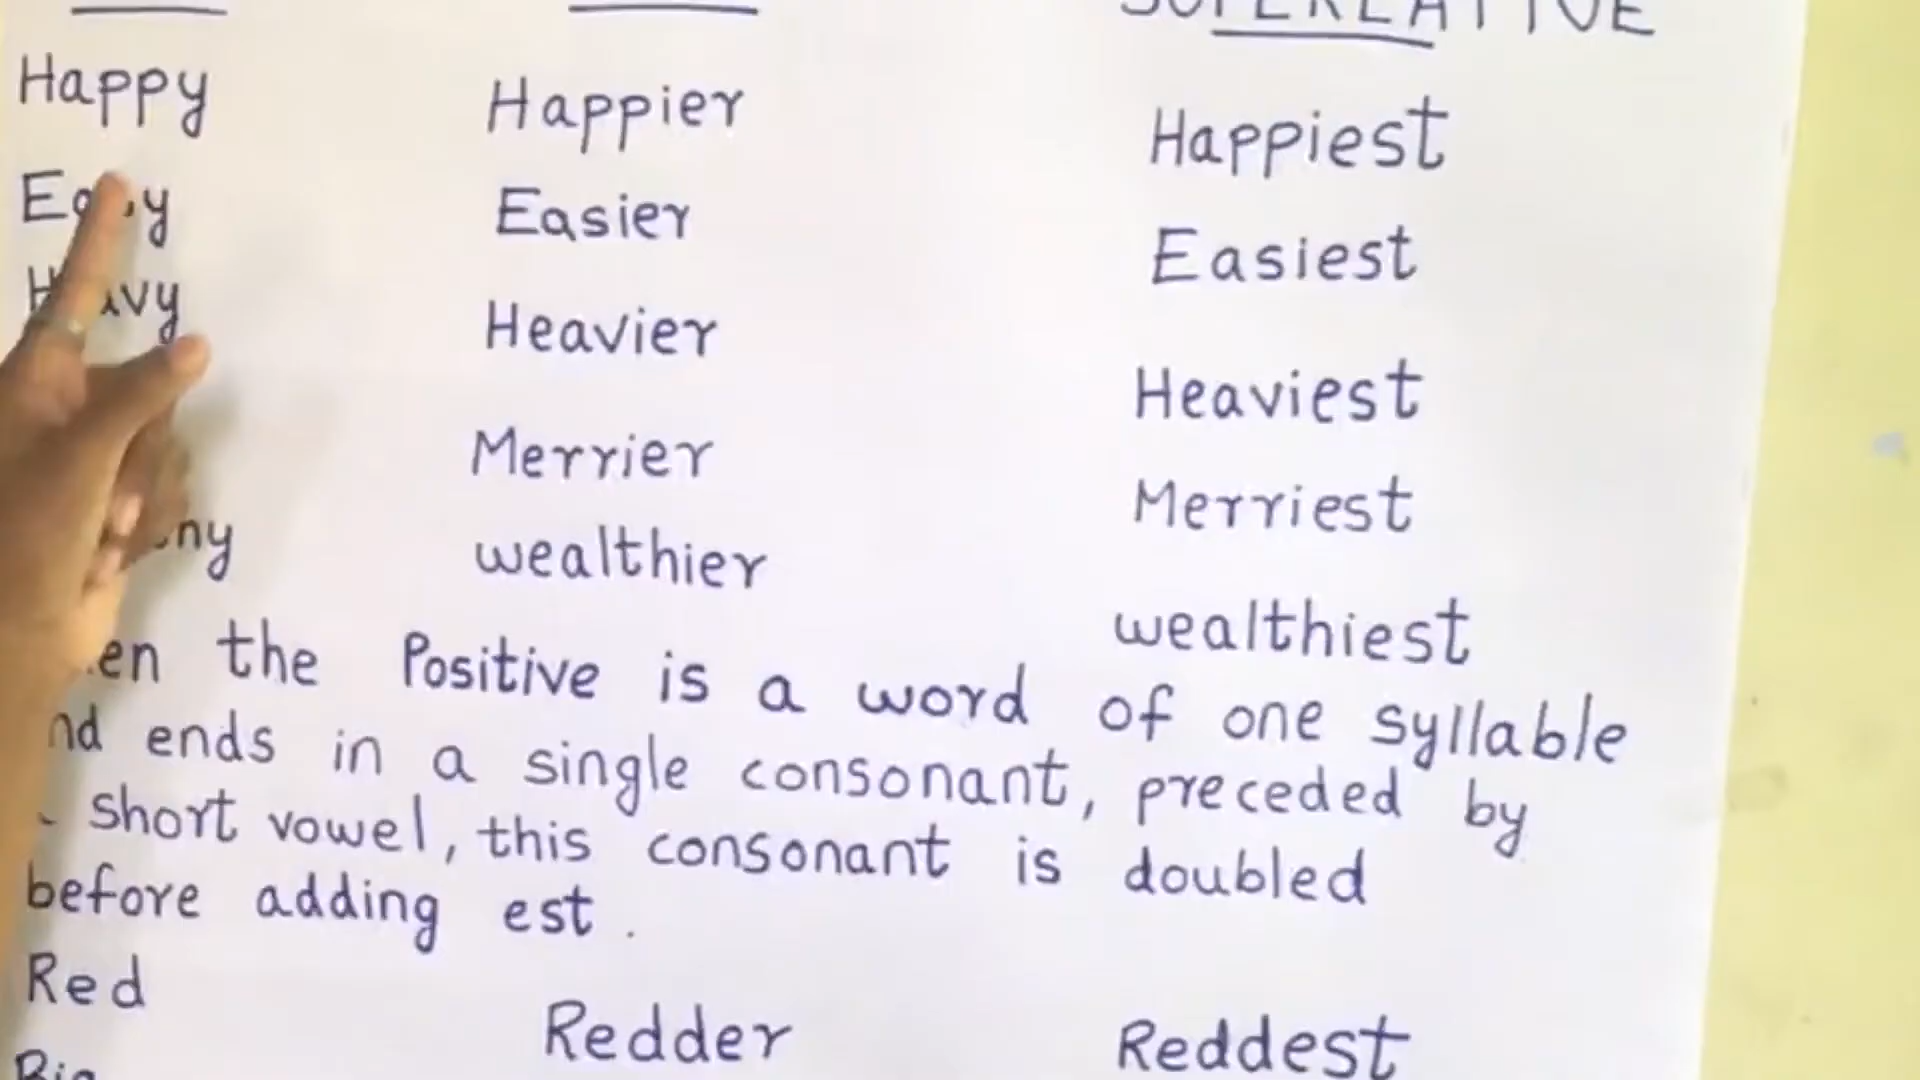 SUPERLATIVE
Happy Happier Happiest
Easier Easiest
Heavier Heaviest
Merrier Merriest
wealthier wealthiest
the Positive is a word of one syllable
ends in a single consonant, preceded by
short vowel, this consonant is doubled
before adding est.
Red Redder Reddest